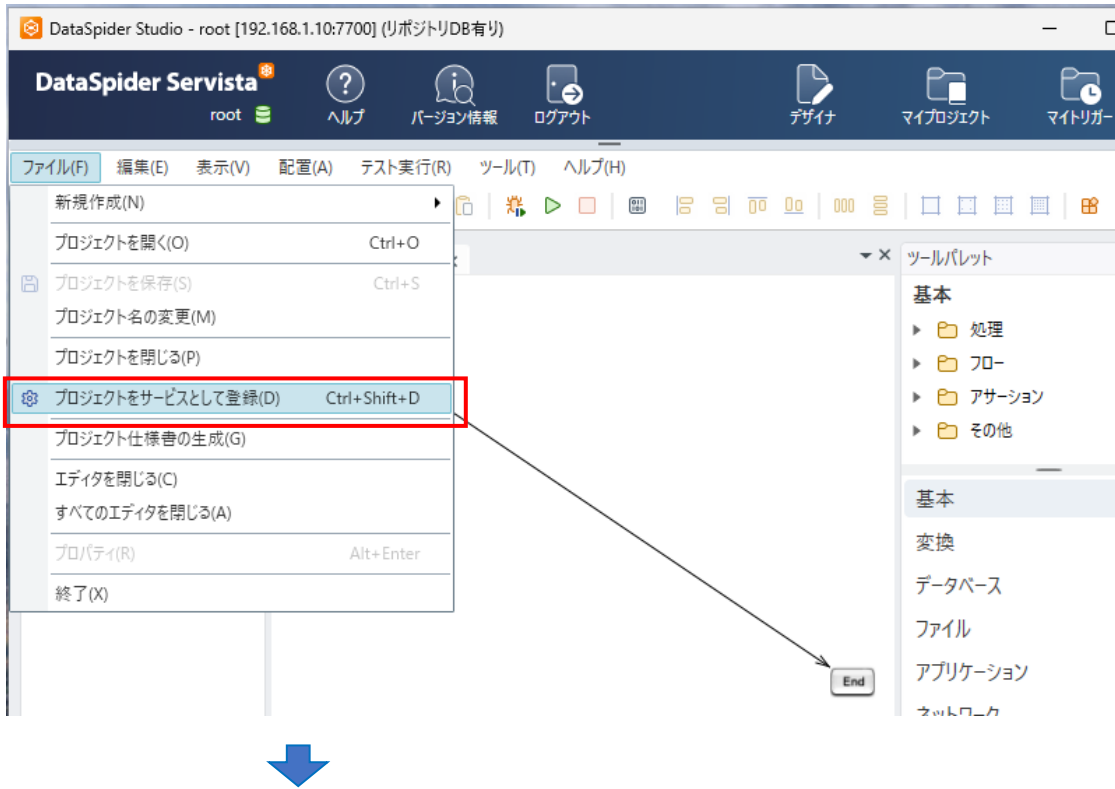 DataSpider Studio - root [192.168.1.10:7700] (リポジトリDB有り)
DataSpider Servista
root
ヘルプ
バージョン情報
ログアウト
デザイナ
マイプロジェクト
マイトリガー
ファイル(F) 編集(E) 表示(V) 配置(A) テスト実行(R) ツール(T) ヘルプ(H)
新規作成(N)
プロジェクトを開く(O) Ctrl+O
プロジェクトを保存(S) Ctrl+S
プロジェクト名の変更(M)
プロジェクトを閉じる(P)
プロジェクトをサービスとして登録(D) Ctrl+Shift+D
プロジェクト仕様書の生成(G)
エディタを閉じる(C)
すべてのエディタを閉じる(A)
プロパティ(R) Alt+Enter
終了(X)
End
ツールパレット
基本
処理
フロー
アサーション
その他
基本
変換
データベース
ファイル
アプリケーション
ネットワーク